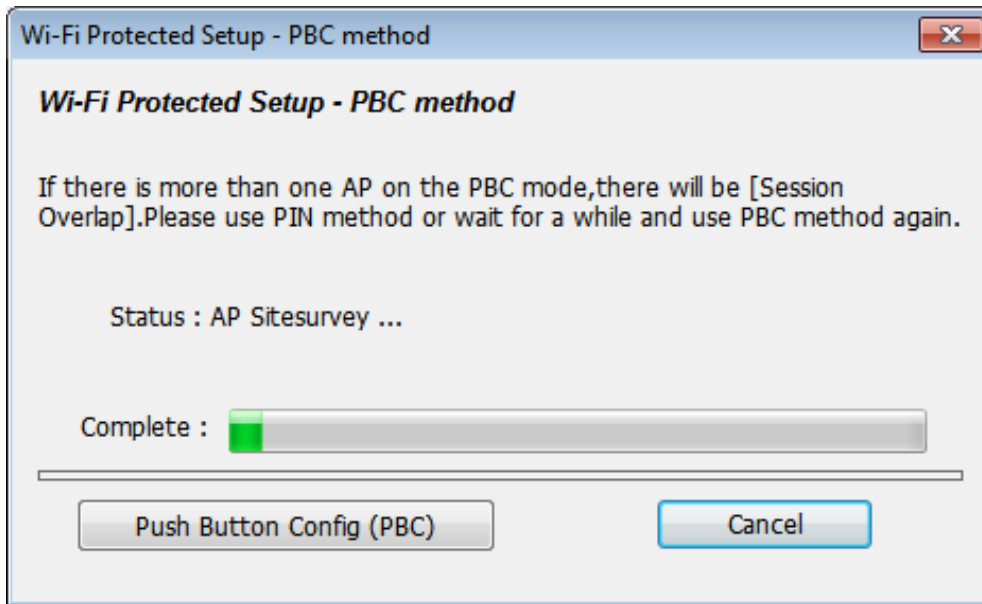 Wi-Fi Protected Setup - PBC method
Wi-Fi Protected Setup - PBC method
If there is more than one AP on the PBC mode,there will be [Session
Overlap].Please use PIN method or wait for a while and use PBC method again.
Status : AP Sitesurvey ...
Complete :
Push Button Config (PBC)
Cancel